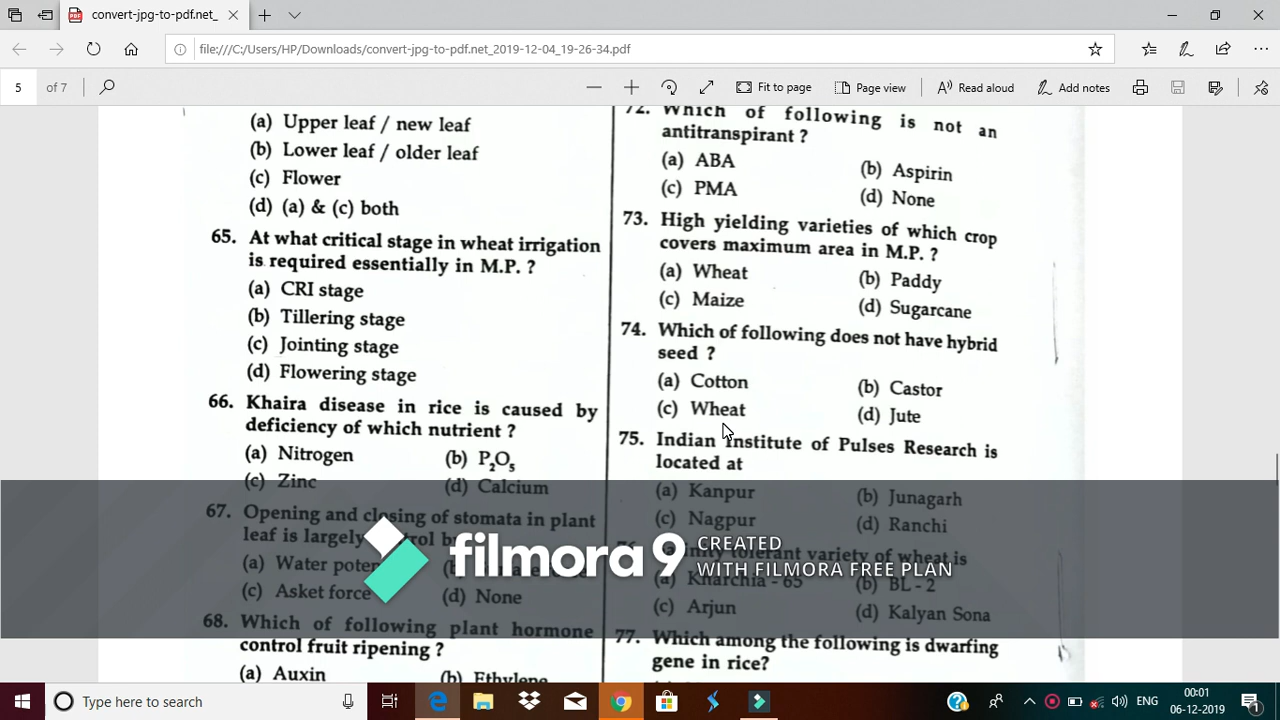 convert-jpg-to-pdf.net_
file:///C:/Users/HP/Downloads/convert-jpg-to-pdf.net_2019-12-04_19-26-34.pdf
5 of 7
Fit to page
Page view
Read aloud
Add notes
(a) Upper leaf / new leaf
(b) Lower leaf / older leaf
(c) Flower
(d) (a) & (c) both
65. At what critical stage in wheat irrigation
is required essentially in M.P. ?
(a) CRI stage
(b) Tillering stage
(c) Jointing stage
(d) Flowering stage
66. Khaira disease in rice is caused by
deficiency of which nutrient ?
(a) Nitrogen (b) P₂O₅
(c) Zinc (d) Calcium
67. Opening and closing of stomata in plant
leaf is largely
(a) Water
(c) Asket force (d) None
68. Which of following plant hormone
control fruit ripening ?
(a) Auxin (b) Ethylene
72. Which of following is not an
antitranspirant ?
(a) ABA (b) Aspirin
(c) PMA (d) None
73. High yielding varieties of which crop
covers maximum area in M.P. ?
(a) Wheat (b) Paddy
(c) Maize (d) Sugarcane
74. Which of following does not have hybrid
seed ?
(a) Cotton (b) Castor
(c) Wheat (d) Jute
75. Indian Institute of Pulses Research is
located at
(a) Kanpur (b) Junagarh
(c) Nagpur (d) Ranchi
tolerant variety of wheat is
(a) Kharchia - 65 (b) BL - 2
(c) Arjun (d) Kalyan Sona
77. Which among the following is dwarfing
gene in rice?
filmora 9 CREATED
WITH FILMORA FREE PLAN
Type here to search
ENG
00:01
06-12-2019
1